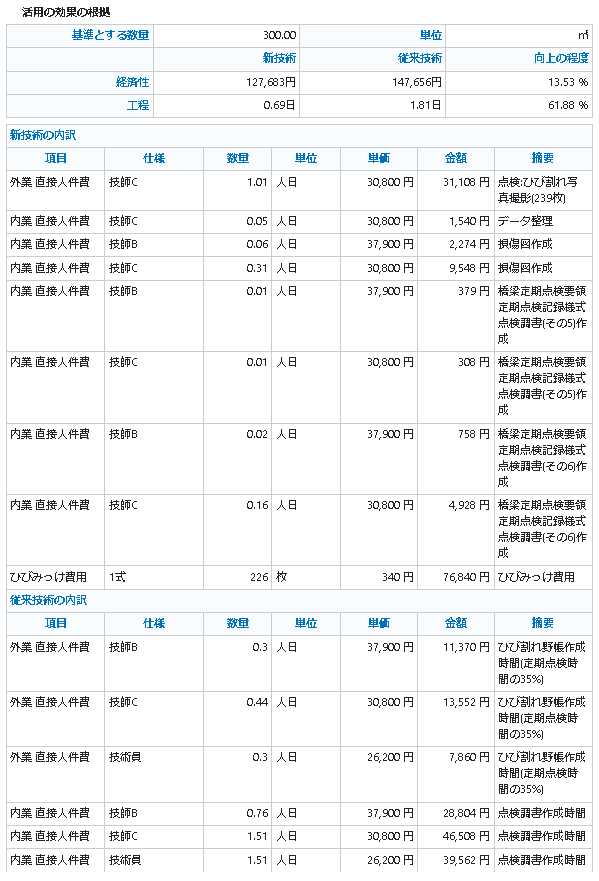 活用の効果の根拠
基準とする数量 300.00 単位 ㎡
新技術 従来技術 向上の程度
経済性 127,683円 147,656円 13.53 %
工程 0.69日 1.81日 61.88 %
新技術の内訳
項目 仕様 数量 単位 単価 金額 摘要
外業 直接人件費 技師C 1.01 人日 30,800 円 31,108 円 点検:ひび割れ写
真撮影(239枚)
内業 直接人件費 技師C 0.05 人日 30,800 円 1,540 円 データ整理
内業 直接人件費 技師B 0.06 人日 37,900 円 2,274 円 損傷図作成
内業 直接人件費 技師C 0.31 人日 30,800 円 9,548 円 損傷図作成
内業 直接人件費 技師B 0.01 人日 37,900 円 379 円 橋梁定期点検要領
定期点検記録様式
点検調書(その5)作
成
内業 直接人件費 技師C 0.01 人日 30,800 円 308 円 橋梁定期点検要領
定期点検記録様式
点検調書(その5)作
成
内業 直接人件費 技師B 0.02 人日 37,900 円 758 円 橋梁定期点検要領
定期点検記録様式
点検調書(その6)作
成
内業 直接人件費 技師C 0.16 人日 30,800 円 4,928 円 橋梁定期点検要領
定期点検記録様式
点検調書(その6)作
成
ひびみっけ費用 1式 226 枚 340 円 76,840 円 ひびみっけ費用
従来技術の内訳
項目 仕様 数量 単位 単価 金額 摘要
外業 直接人件費 技師B 0.3 人日 37,900 円 11,370 円 ひび割れ野帳作成
時間(定期点検時
間の35%)
外業 直接人件費 技師C 0.44 人日 30,800 円 13,552 円 ひび割れ野帳作成
時間(定期点検時
間の35%)
外業 直接人件費 技術員 0.3 人日 26,200 円 7,860 円 ひび割れ野帳作成
時間(定期点検時
間の35%)
内業 直接人件費 技師B 0.76 人日 37,900 円 28,804 円 点検調書作成時間
内業 直接人件費 技師C 1.51 人日 30,800 円 46,508 円 点検調書作成時間
内業 直接人件費 技術員 1.51 人日 26,200 円 39,562 円 点検調書作成時間